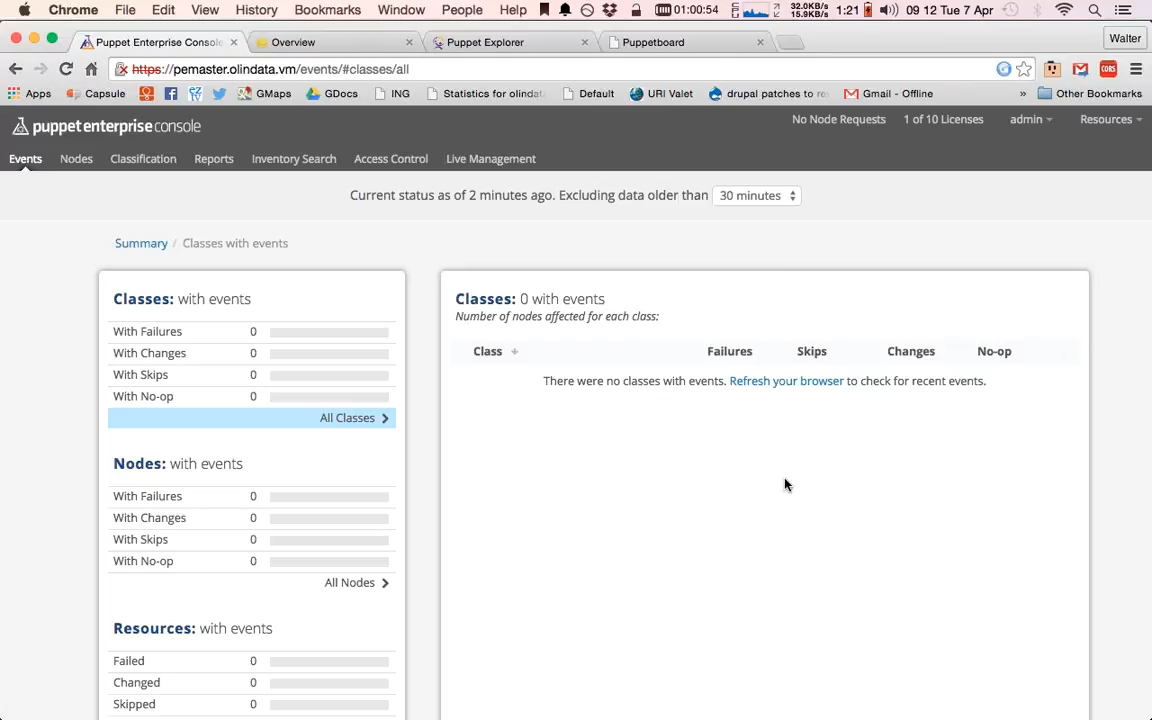 Chrome File Edit View History Bookmarks Window People Help 01:00:54 32.0KB/s 15.9KB/s 1:21 09 12 Tue 7 Apr
Puppet Enterprise Console Overview Puppet Explorer Puppetboard Walter
https://pemaster.olindata.vm/events/#classes/all CORS
Apps Capsule GMaps GDocs ING Statistics for olindat Default URI Valet drupal patches to re Gmail - Offline » Other Bookmarks
puppet enterprise console No Node Requests 1 of 10 Licenses admin Resources
Events Nodes Classification Reports Inventory Search Access Control Live Management
Current status as of 2 minutes ago. Excluding data older than 30 minutes
Summary / Classes with events
Classes: with events
With Failures 0
With Changes 0
With Skips 0
With No-op 0
All Classes
Nodes: with events
With Failures 0
With Changes 0
With Skips 0
With No-op 0
All Nodes
Resources: with events
Failed 0
Changed 0
Skipped 0
Classes: 0 with events
Number of nodes affected for each class:
Class Failures Skips Changes No-op
There were no classes with events. Refresh your browser to check for recent events.